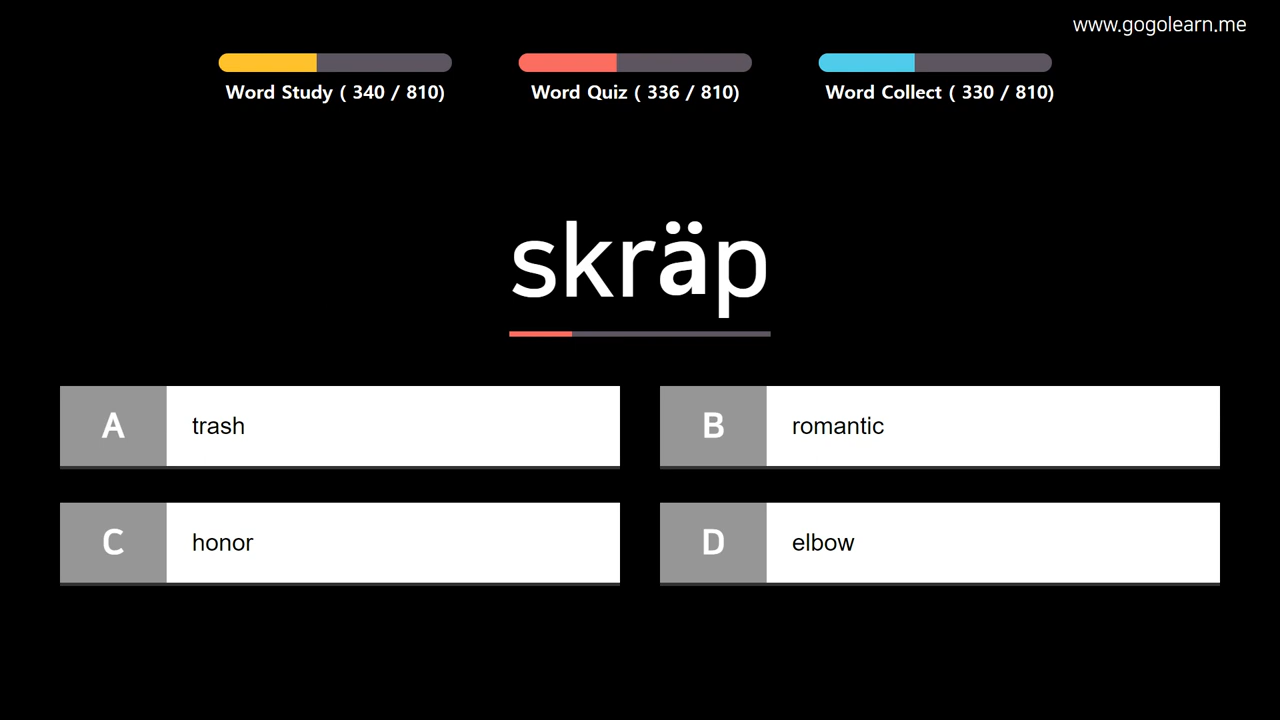 www.gogolearn.me
Word Study ( 340 / 810)
Word Quiz ( 336 / 810)
Word Collect ( 330 / 810)
skräp
A trash
B romantic
C honor
D elbow